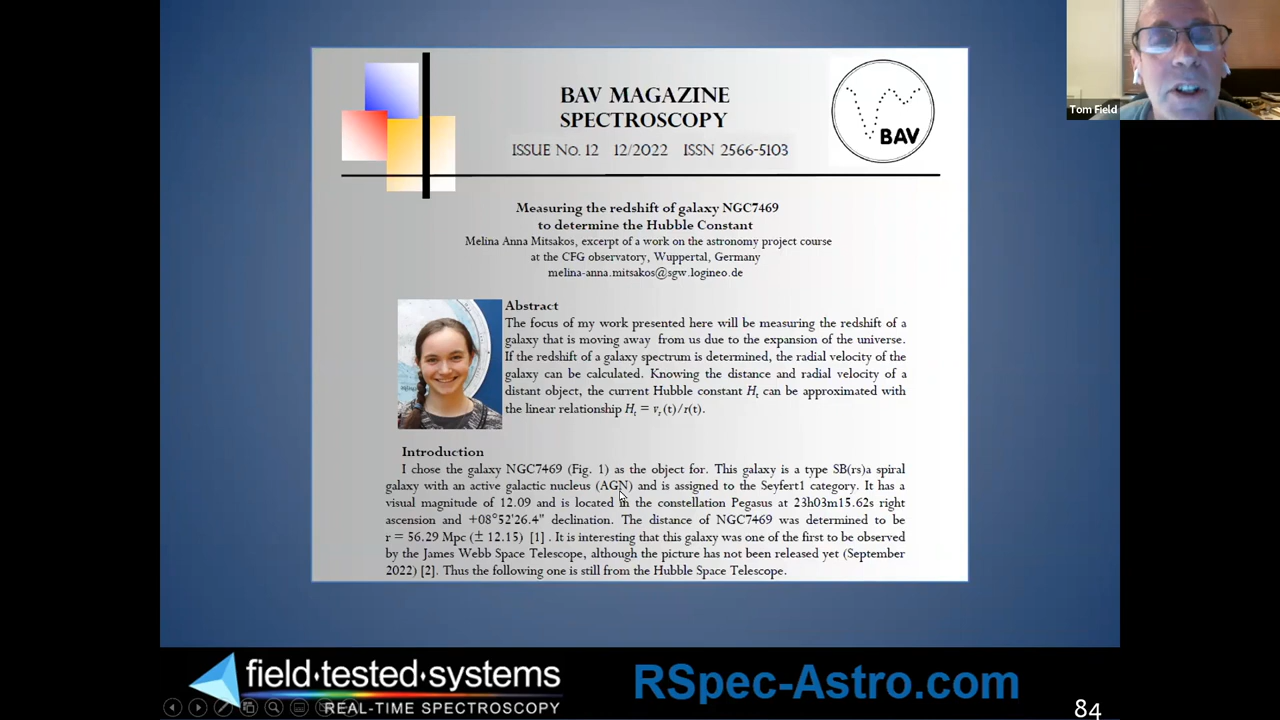 BAV MAGAZINE
SPECTROSCOPY
ISSUE No. 12 12/2022 ISSN 2566-5103
BAV
Tom Field
Measuring the redshift of galaxy NGC7469
to determine the Hubble Constant
Melina Anna Mitsakos, excerpt of a work on the astronomy project course
at the CFG observatory, Wuppertal, Germany
melina-anna.mitsakos@sgw.logineo.de
Abstract
The focus of my work presented here will be measuring the redshift of a
galaxy that is moving away from us due to the expansion of the universe.
If the redshift of a galaxy spectrum is determined, the radial velocity of the
galaxy can be calculated. Knowing the distance and radial velocity of a
distant object, the current Hubble constant Ht can be approximated with
the linear relationship Ht = vr (t)/r(t).
Introduction
I chose the galaxy NGC7469 (Fig. 1) as the object for. This galaxy is a type SB(rs)a spiral
galaxy with an active galactic nucleus (AGN) and is assigned to the Seyfert1 category. It has a
visual magnitude of 12.09 and is located in the constellation Pegasus at 23h03m15.62s right
ascension and +08°52'26.4" declination. The distance of NGC7469 was determined to be
r = 56.29 Mpc (± 12.15) [1] . It is interesting that this galaxy was one of the first to be observed
by the James Webb Space Telescope, although the picture has not been released yet (September
2022) [2]. Thus the following one is still from the Hubble Space Telescope.
field·tested·systems
REAL-TIME SPECTROSCOPY
RSpec-Astro.com
84